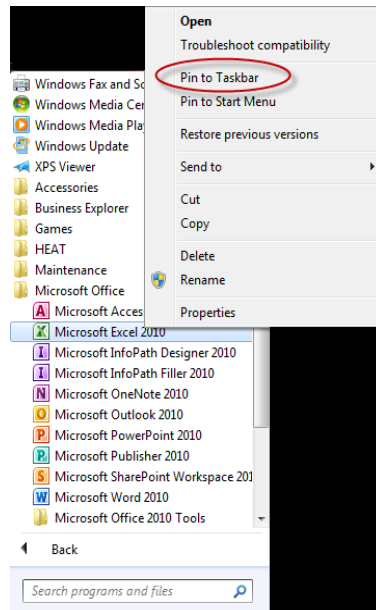 Open
Troubleshoot compatibility
Pin to Taskbar
Pin to Start Menu
Restore previous versions
Send to
Cut
Copy
Delete
Rename
Properties
Windows Fax and Sc
Windows Media Cer
Windows Media Pla
Windows Update
XPS Viewer
Accessories
Business Explorer
Games
HEAT
Maintenance
Microsoft Office
Microsoft Acces
Microsoft Excel 2010
Microsoft InfoPath Designer 2010
Microsoft InfoPath Filler 2010
Microsoft OneNote 2010
Microsoft Outlook 2010
Microsoft PowerPoint 2010
Microsoft Publisher 2010
Microsoft SharePoint Workspace 201
Microsoft Word 2010
Microsoft Office 2010 Tools
Back
Search programs and files